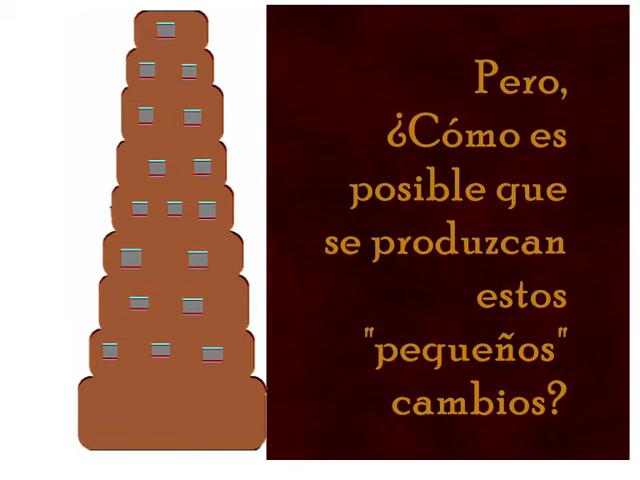 Pero,
¿Cómo es
posible que
se produzcan
estos
"pequeños"
cambios?